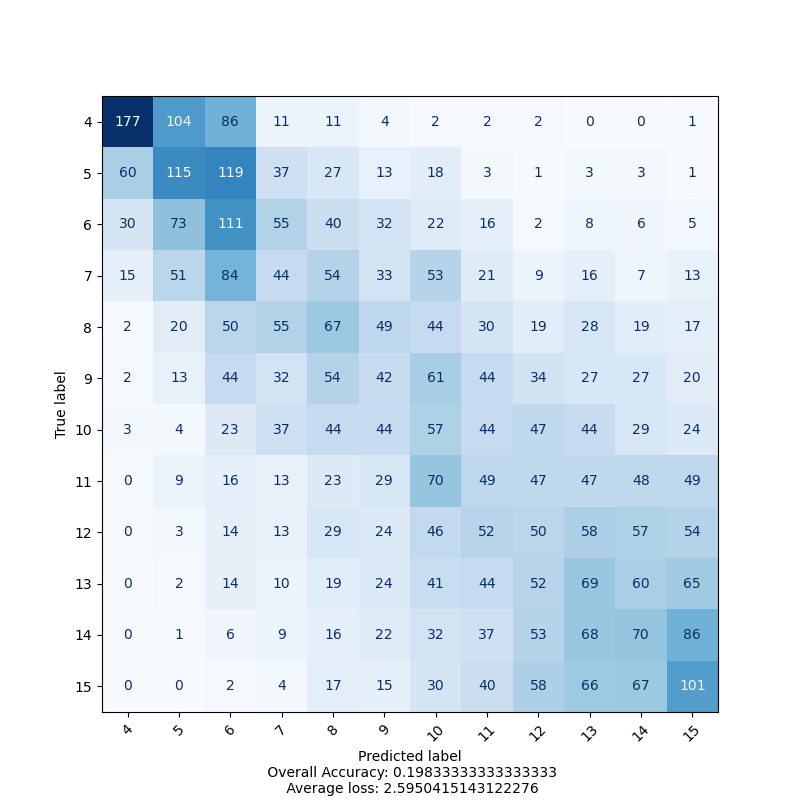 4 177 104 86 11 11 4 2 2 2 0 0 1
5 60 115 119 37 27 13 18 3 1 3 3 1
6 30 73 111 55 40 32 22 16 2 8 6 5
7 15 51 84 44 54 33 53 21 9 16 7 13
8 2 20 50 55 67 49 44 30 19 28 19 17
9 2 13 44 32 54 42 61 44 34 27 27 20
10 3 4 23 37 44 44 57 44 47 44 29 24
11 0 9 16 13 23 29 70 49 47 47 48 49
12 0 3 14 13 29 24 46 52 50 58 57 54
13 0 2 14 10 19 24 41 44 52 69 60 65
14 0 1 6 9 16 22 32 37 53 68 70 86
15 0 0 2 4 17 15 30 40 58 66 67 101
True label
4 5 6 7 8 9 10 11 12 13 14 15
Predicted label
Overall Accuracy: 0.19833333333333333
Average loss: 2.5950415143122276